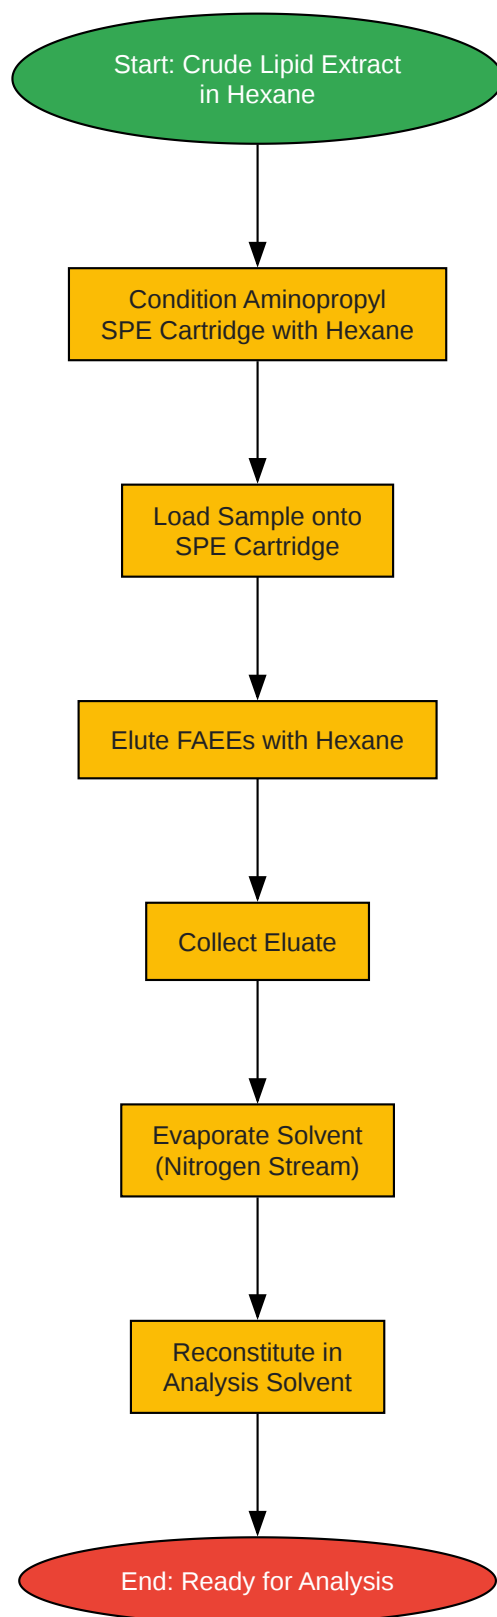 Start: Crude Lipid Extract
in Hexane
Condition Aminopropyl
SPE Cartridge with Hexane
Load Sample onto
SPE Cartridge
Elute FAEEs with Hexane
Collect Eluate
Evaporate Solvent
(Nitrogen Stream)
Reconstitute in
Analysis Solvent
End: Ready for Analysis